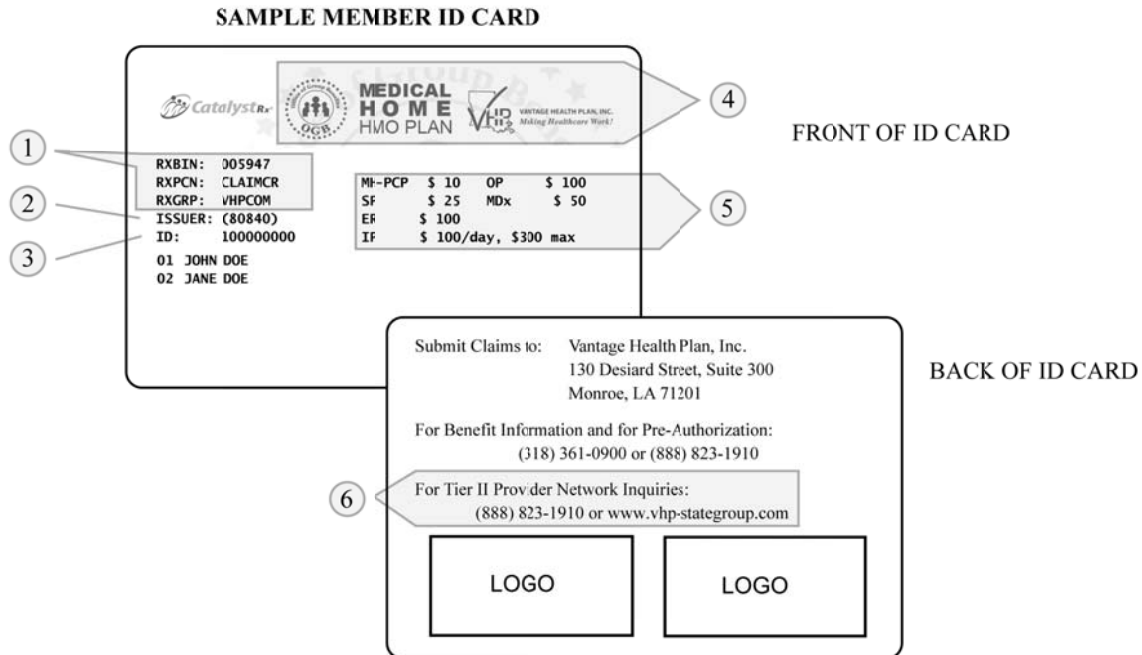 SAMPLE MEMBER ID CARD
CatalystRx
OGB
MEDICAL
HOME
HMO PLAN
VHP
VANTAGE HEALTH PLAN, INC.
Making Healthcare Work!
4
FRONT OF ID CARD
1
RXBIN: 005947
RXPCN: CLAIMCR
RXGRP: VHPCOM
2
ISSUER: (80840)
3
ID: 100000000
01 JOHN DOE
02 JANE DOE
MH-PCP $ 10 OP $ 100
SP $ 25 MDx $ 50
ER $ 100
IP $ 100/day, $300 max
5
BACK OF ID CARD
Submit Claims to: Vantage Health Plan, Inc.
130 Desiard Street, Suite 300
Monroe, LA 71201
For Benefit Information and for Pre-Authorization:
(318) 361-0900 or (888) 823-1910
6
For Tier II Provider Network Inquiries:
(888) 823-1910 or www.vhp-stategroup.com
LOGO
LOGO